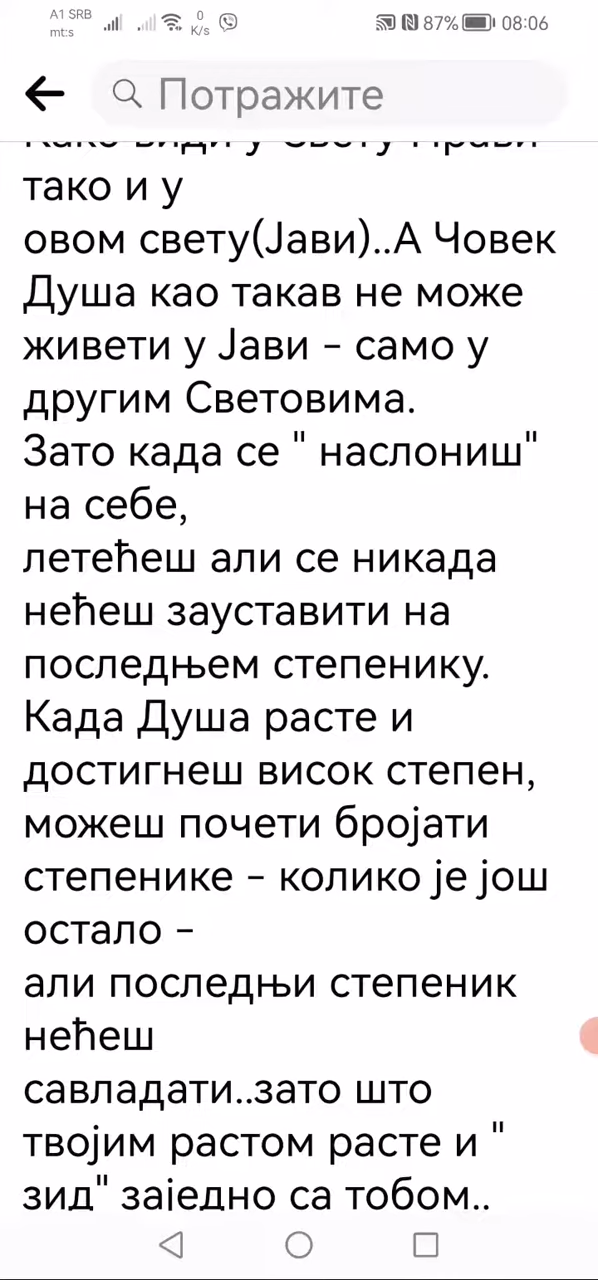 A1 SRB
mt:s
0
K/s
87%
08:06
Потражите
тако и у
овом свету(Јави)..А Човек
Душа као такав не може
живети у Јави – само у
другим Световима.
Зато када се " наслониш"
на себе,
летећеш али се никада
нећеш зауставити на
последњем степенику.
Када Душа расте и
достигнеш висок степен,
можеш почети бројати
степенике – колико је још
остало –
али последњи степеник
нећеш
савладати..зато што
твојим растом расте и "
зид" заједно са тобом..